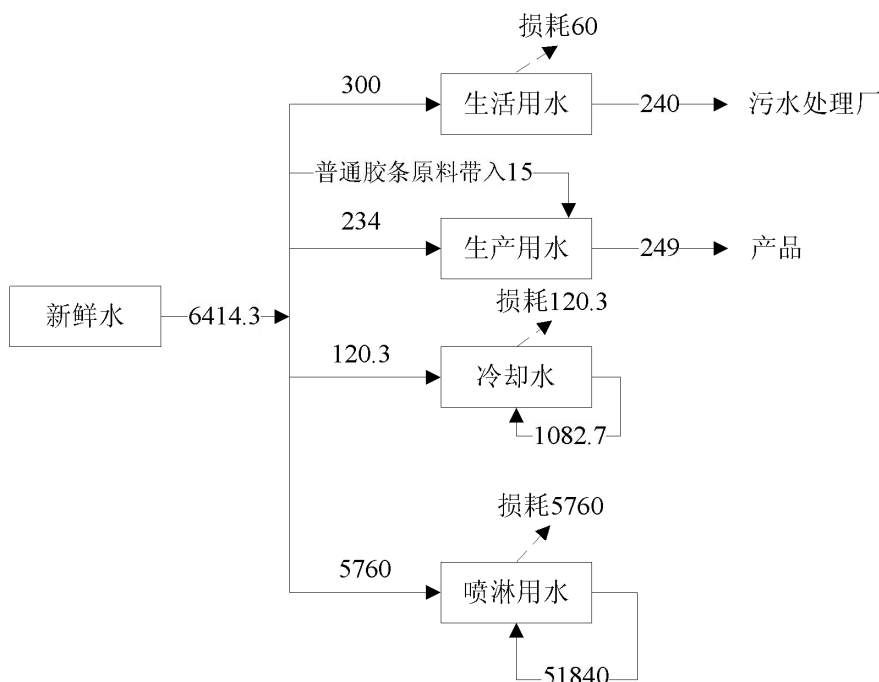 损耗60
300
生活用水
240
污水处理厂
普通胶条原料带入15
234
生产用水
249
产品
新鲜水
6414.3
损耗120.3
120.3
冷却水
1082.7
损耗5760
5760
喷淋用水
51840